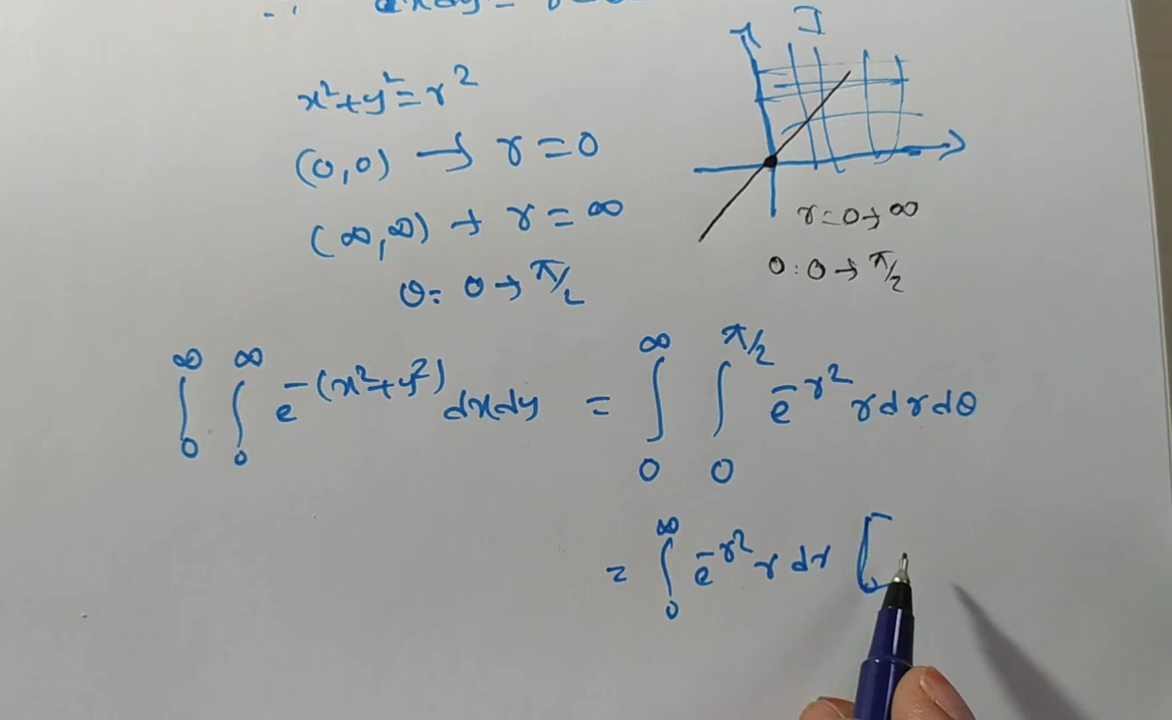 dxdy =
x²+y²=r²
(0,0) → r=0
(∞,∞) → r=∞
θ= 0→π/2
I
r=0→∞
θ:0→π/2
∫₀^∞ ∫₀^∞ e^-(x²+y²) dxdy = ∫₀^∞ ∫₀^π/2 e^-r² r dr dθ
= ∫₀^∞ e^-r² r dr [